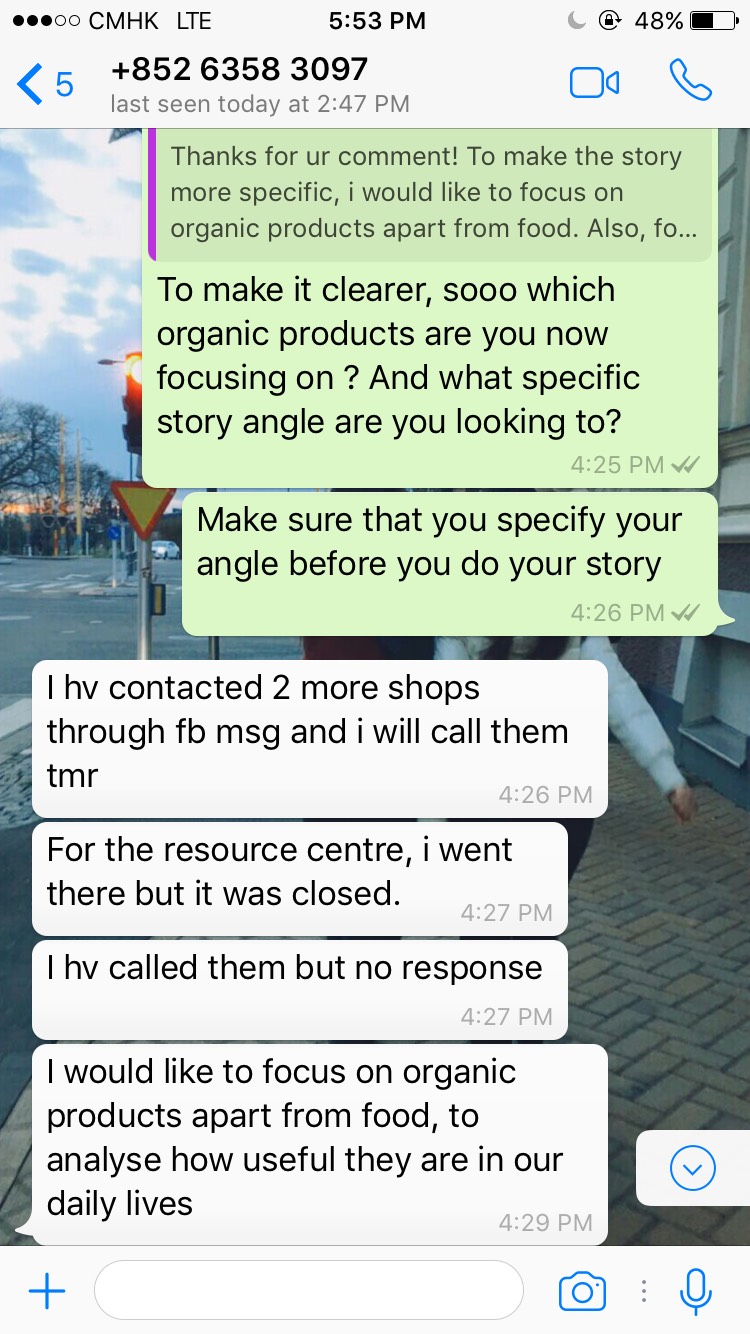 CMHK LTE 5:53 PM 48%
5 +852 6358 3097
last seen today at 2:47 PM
Thanks for ur comment! To make the story
more specific, i would like to focus on
organic products apart from food. Also, fo...
To make it clearer, sooo which
organic products are you now
focusing on ? And what specific
story angle are you looking to?
4:25 PM
Make sure that you specify your
angle before you do your story
4:26 PM
I hv contacted 2 more shops
through fb msg and i will call them
tmr
4:26 PM
For the resource centre, i went
there but it was closed.
4:27 PM
I hv called them but no response
4:27 PM
I would like to focus on organic
products apart from food, to
analyse how useful they are in our
daily lives
4:29 PM